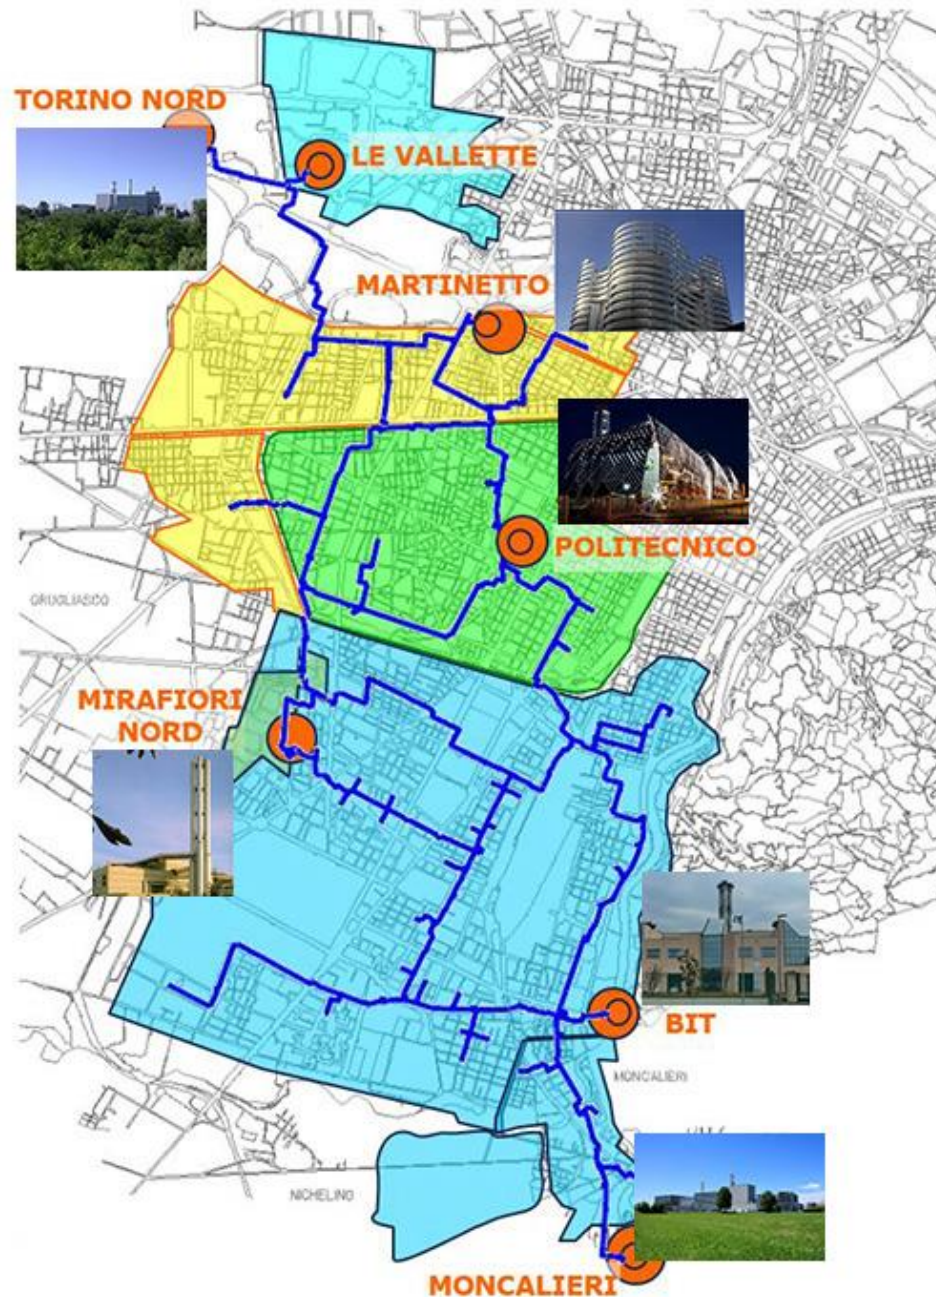 TORINO NORD
LE VALLETTE
MARTINETTO
POLITECNICO
GRUGLIASCO
MIRAFIORI
NORD
BIT
MONCALIERI
NICHELINO
MONCALIERI